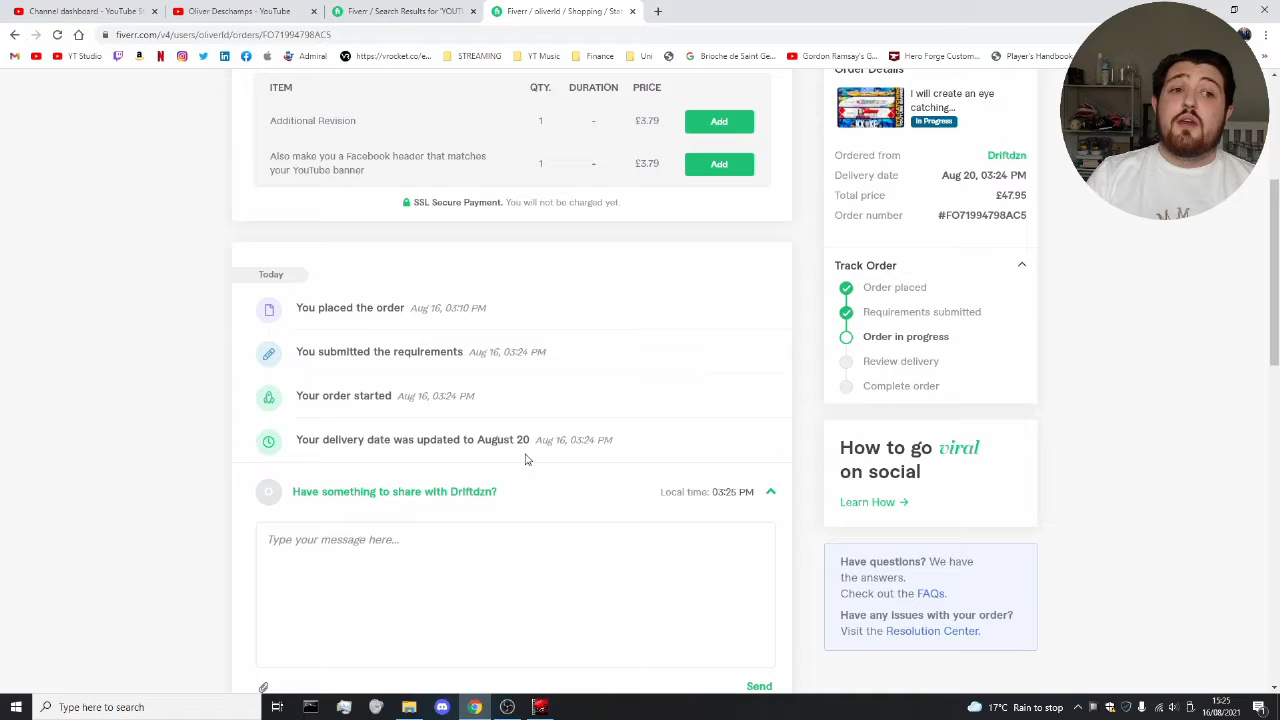 Channel dashboard - YouTube St
Responses for "YOUTU
Fiverr / oliverld / Shopping / Stat
fiverr.com/v4/users/oliverld/orders/FO71994798AC5
YT Studio
Admiral
https://vrocket.co/e...
STREAMING
YT Music
Finance
Uni
Brioche de Saint Ge...
Gordon Ramsay's G...
Hero Forge Custom...
Player's Handbook
»
ITEM QTY. DURATION PRICE
Additional Revision 1 - £3.79 Add
Also make you a Facebook header that matches
your YouTube banner 1 - £3.79 Add
SSL Secure Payment. You will not be charged yet.
Today
You placed the order Aug 16, 03:10 PM
You submitted the requirements Aug 16, 03:24 PM
Your order started Aug 16, 03:24 PM
Your delivery date was updated to August 20 Aug 16, 03:24 PM
Have something to share with Driftdzn? Local time: 03:25 PM
Type your message here...
Send
Order Details
I will create an eye
catching...
In Progress
Ordered from Driftdzn
Delivery date Aug 20, 03:24 PM
Total price £47.95
Order number #FO71994798AC5
Track Order
Order placed
Requirements submitted
Order in progress
Review delivery
Complete order
How to go viral
on social
Learn How →
Have questions? We have
the answers.
Check out the FAQs.
Have any issues with your order?
Visit the Resolution Center.
Type here to search
17°C Rain
15:25
16/08/2021